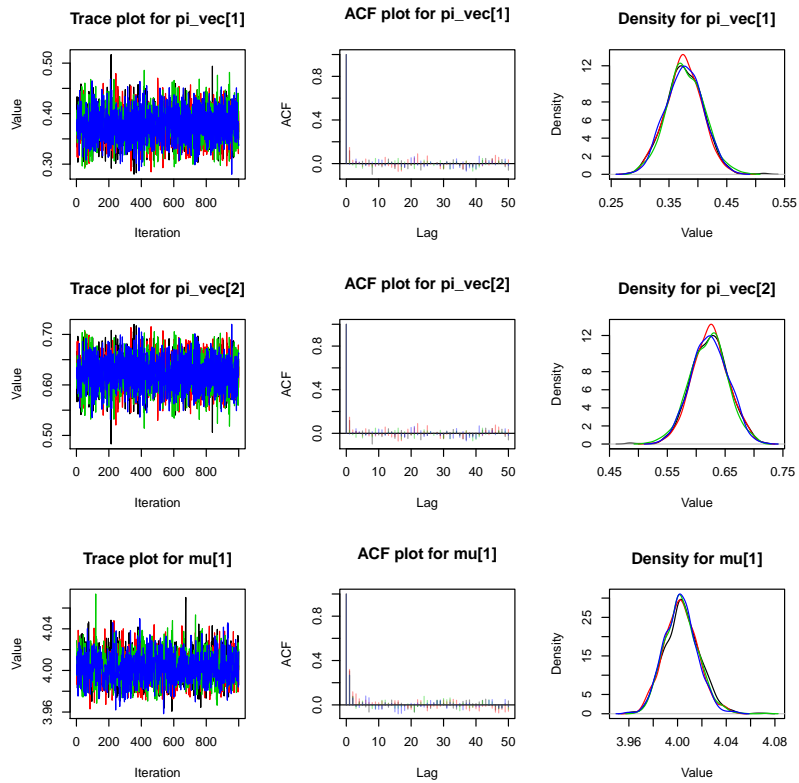 Trace plot for pi_vec[1]
ACF plot for pi_vec[1]
Density for pi_vec[1]
Value
0.30 0.40 0.50
0 200 400 600 800
Iteration
ACF
0.0 0.4 0.8
0 10 20 30 40 50
Lag
Density
0 2 4 6 8 12
0.25 0.35 0.45 0.55
Value
Trace plot for pi_vec[2]
ACF plot for pi_vec[2]
Density for pi_vec[2]
Value
0.50 0.60 0.70
0 200 400 600 800
Iteration
ACF
0.0 0.4 0.8
0 10 20 30 40 50
Lag
Density
0 2 4 6 8 12
0.45 0.55 0.65 0.75
Value
Trace plot for mu[1]
ACF plot for mu[1]
Density for mu[1]
Value
3.96 4.00 4.04
0 200 400 600 800
Iteration
ACF
0.0 0.4 0.8
0 10 20 30 40 50
Lag
Density
0 5 15 25
3.96 4.00 4.04 4.08
Value